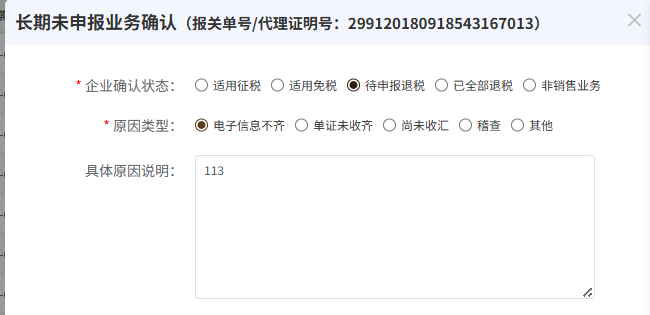 长期未申报业务确认（报关单号/代理证明号：299120180918543167013）
* 企业确认状态： 适用征税 适用免税 待申报退税 已全部退税 非销售业务
* 原因类型： 电子信息不齐 单证未收齐 尚未收汇 稽查 其他
具体原因说明： 113